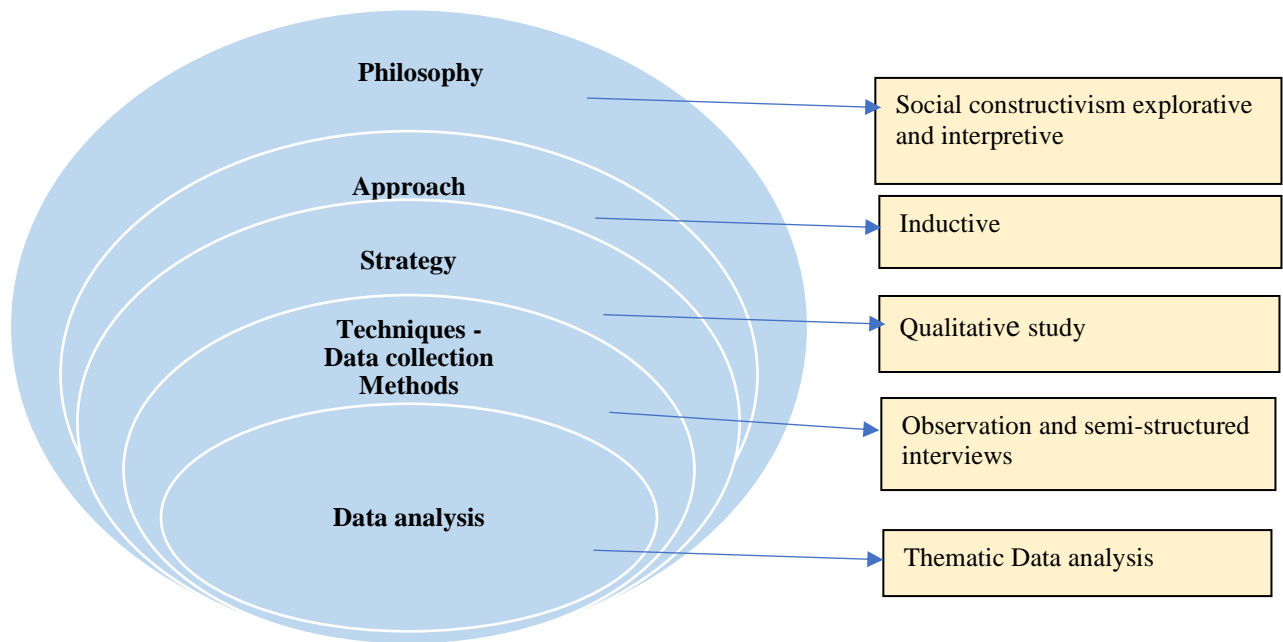 Philosophy
Social constructivism explorative
and interpretive
Approach
Inductive
Strategy
Techniques -
Data collection
Methods
Qualitative study
Observation and semi-structured
interviews
Data analysis
Thematic Data analysis